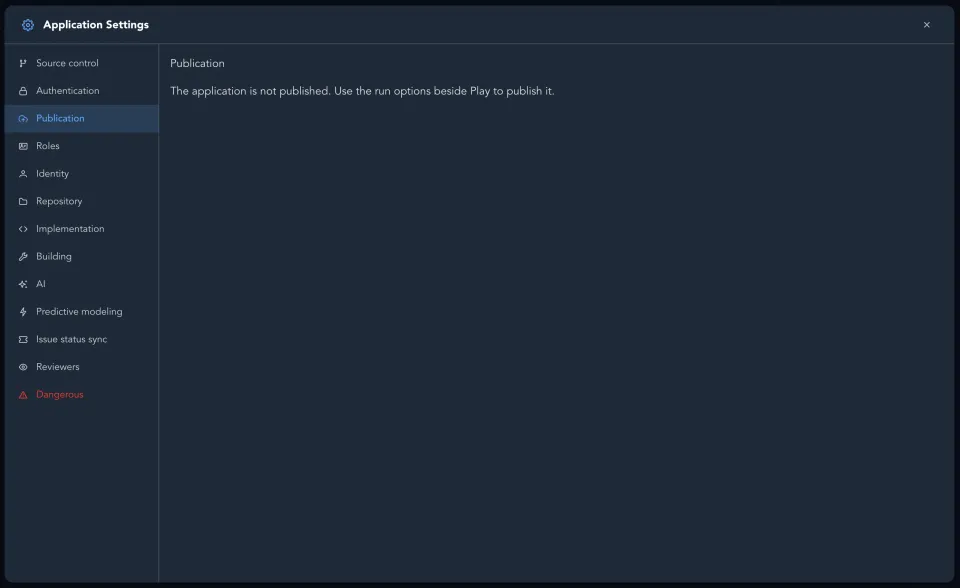 Application Settings
Source control
Authentication
Publication
Roles
Identity
Repository
Implementation
Building
AI
Predictive modeling
Issue status sync
Reviewers
Dangerous
Publication
The application is not published. Use the run options beside Play to publish it.